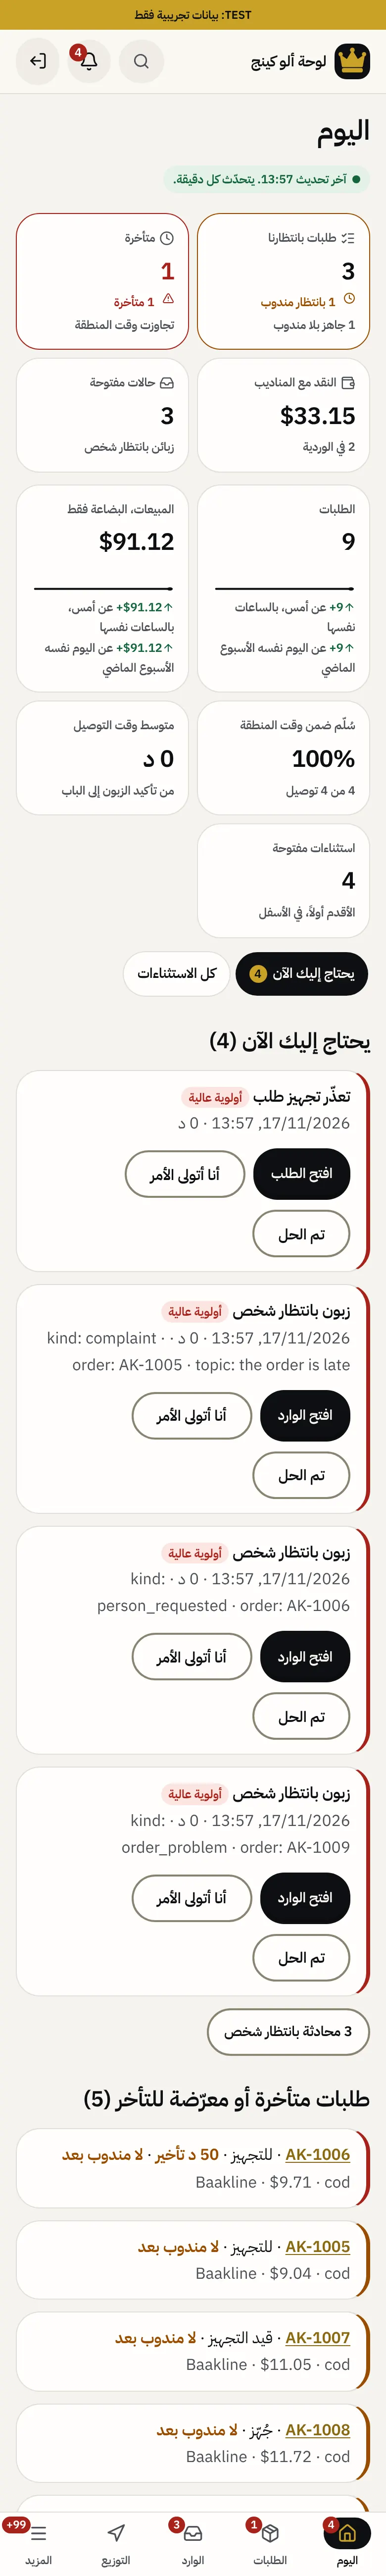 TEST: بيانات تجريبية فقط
لوحة ألو كينج
4
اليوم
آخر تحديث 13:57. يتحدّث كل دقيقة.
طلبات بانتظارنا
3
1 بانتظار مندوب
1 جاهز بلا مندوب
متأخرة
1
1 متأخرة
تجاوزت وقت المنطقة
النقد مع المناديب
$33.15
2 في الوردية
حالات مفتوحة
3
زبائن بانتظار شخص
الطلبات
9
↑9+ عن أمس، بالساعات
نفسها
↑9+ عن اليوم نفسه الأسبوع
الماضي
المبيعات، البضاعة فقط
$91.12
↑$91.12+ عن أمس،
بالساعات نفسها
↑$91.12+ عن اليوم نفسه
الأسبوع الماضي
سُلّم ضمن وقت المنطقة
100%
4 من 4 توصيل
متوسط وقت التوصيل
0 د
من تأكيد الزبون إلى الباب
استثناءات مفتوحة
4
الأقدم أولاً، في الأسفل
يحتاج إليك الآن 4
كل الاستثناءات
يحتاج إليك الآن (4)
تعذّر تجهيز طلب أولوية عالية
17/11/2026, 13:57 · 0 د
افتح الطلب
أنا أتولى الأمر
تم الحل
زبون بانتظار شخص أولوية عالية
17/11/2026, 13:57 · 0 د · kind: complaint ·
order: AK-1005 · topic: the order is late
افتح الوارد
أنا أتولى الأمر
تم الحل
زبون بانتظار شخص أولوية عالية
17/11/2026, 13:57 · 0 د · kind:
person_requested · order: AK-1006
افتح الوارد
أنا أتولى الأمر
تم الحل
زبون بانتظار شخص أولوية عالية
17/11/2026, 13:57 · 0 د · kind:
order_problem · order: AK-1009
افتح الوارد
أنا أتولى الأمر
تم الحل
3 محادثة بانتظار شخص
طلبات متأخرة أو معرّضة للتأخر (5)
AK-1006 · للتجهيز · 50 د تأخير · لا مندوب بعد
Baakline · $9.71 · cod
AK-1005 · للتجهيز · لا مندوب بعد
Baakline · $9.04 · cod
AK-1007 · قيد التجهيز · لا مندوب بعد
Baakline · $11.05 · cod
AK-1008 · جُهّز · لا مندوب بعد
Baakline · $11.72 · cod
4
اليوم
1
الطلبات
3
الوارد
التوزيع
99+
المزيد